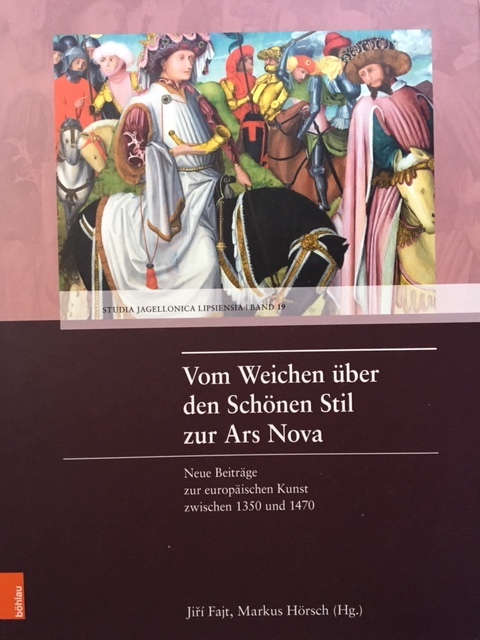 STUDIA JAGELLONICA LIPSIENSIA | BAND 19
Vom Weichen über
den Schönen Stil
zur Ars Nova
Neue Beiträge
zur europäischen Kunst
zwischen 1350 und 1470
böhlau
Jiří Fajt, Markus Hörsch (Hg.)